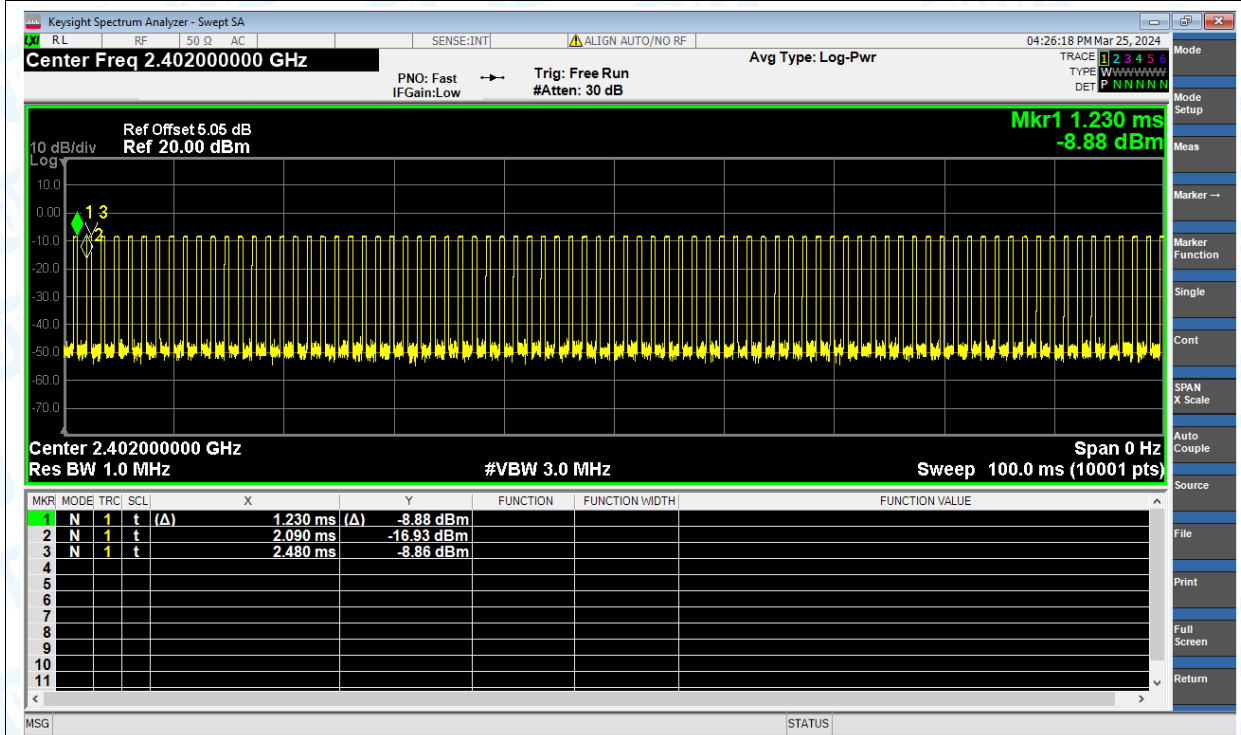 Keysight Spectrum Analyzer - Swept SA
LXI RL RF 50 Ω AC SENSE:INT ALIGN AUTO/NO RF 04:26:18 PM Mar 25, 2024
Center Freq 2.402000000 GHz
PNO: Fast
IFGain:Low
Trig: Free Run
#Atten: 30 dB
Avg Type: Log-Pwr
TRACE 1 2 3 4 5 6
TYPE WWWWWW
DET P N N N N N
Ref Offset 5.05 dB
10 dB/div Ref 20.00 dBm
Log
Mkr1 1.230 ms
-8.88 dBm
10.0
0.00
-10.0
-20.0
-30.0
-40.0
-50.0
-60.0
-70.0
1 3
2
Center 2.402000000 GHz Span 0 Hz
Res BW 1.0 MHz #VBW 3.0 MHz Sweep 100.0 ms (10001 pts)
MKR MODE TRC SCL X Y FUNCTION FUNCTION WIDTH FUNCTION VALUE
1 N 1 t (Δ) 1.230 ms (Δ) -8.88 dBm
2 N 1 t 2.090 ms -16.93 dBm
3 N 1 t 2.480 ms -8.86 dBm
4
5
6
7
8
9
10
11
MSG STATUS
Mode
Mode
Setup
Meas
Marker →
Marker
Function
Single
Cont
SPAN
X Scale
Auto
Couple
Source
File
Print
Full
Screen
Return